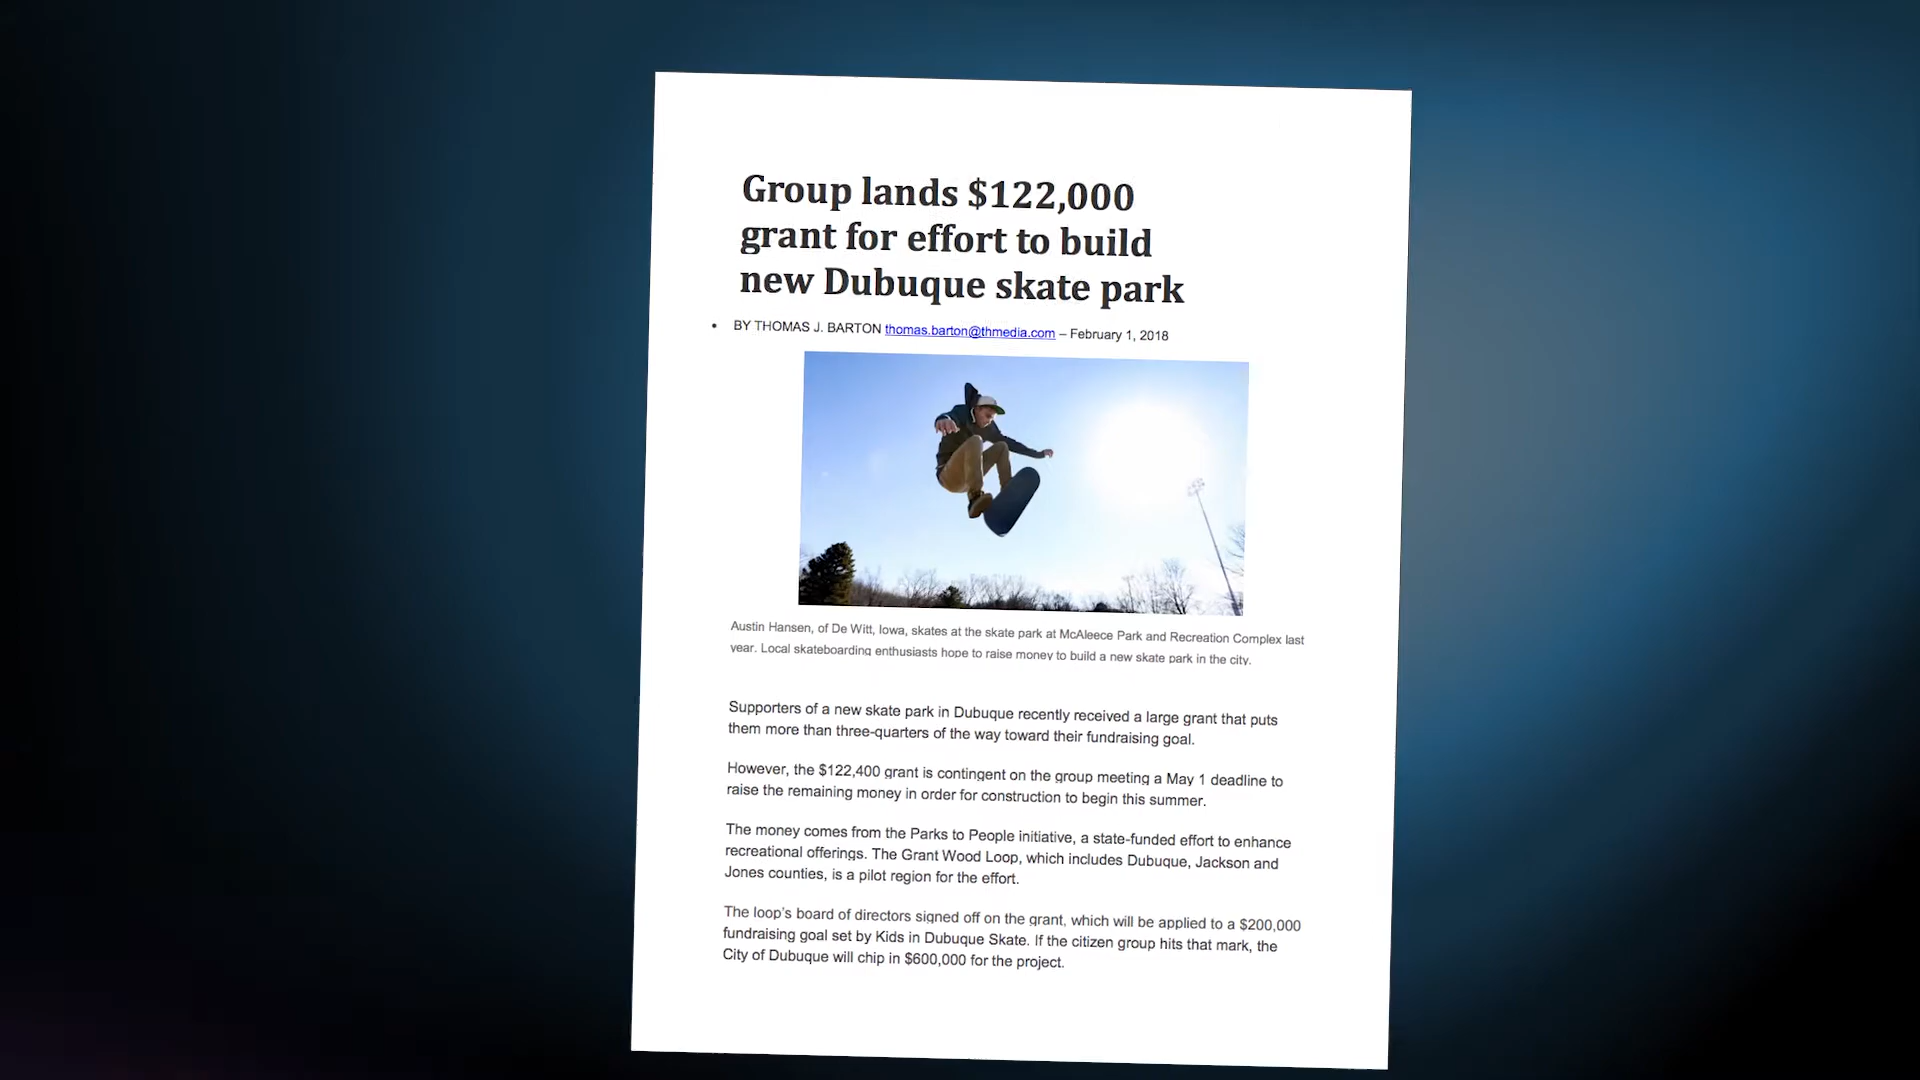 Group lands $122,000
grant for effort to build
new Dubuque skate park
• BY THOMAS J. BARTON thomas.barton@thmedia.com – February 1, 2018
Austin Hansen, of De Witt, Iowa, skates at the skate park at McAleece Park and Recreation Complex last
year. Local skateboarding enthusiasts hope to raise money to build a new skate park in the city.
Supporters of a new skate park in Dubuque recently received a large grant that puts
them more than three-quarters of the way toward their fundraising goal.
However, the $122,400 grant is contingent on the group meeting a May 1 deadline to
raise the remaining money in order for construction to begin this summer.
The money comes from the Parks to People initiative, a state-funded effort to enhance
recreational offerings. The Grant Wood Loop, which includes Dubuque, Jackson and
Jones counties, is a pilot region for the effort.
The loop’s board of directors signed off on the grant, which will be applied to a $200,000
fundraising goal set by Kids in Dubuque Skate. If the citizen group hits that mark, the
City of Dubuque will chip in $600,000 for the project.